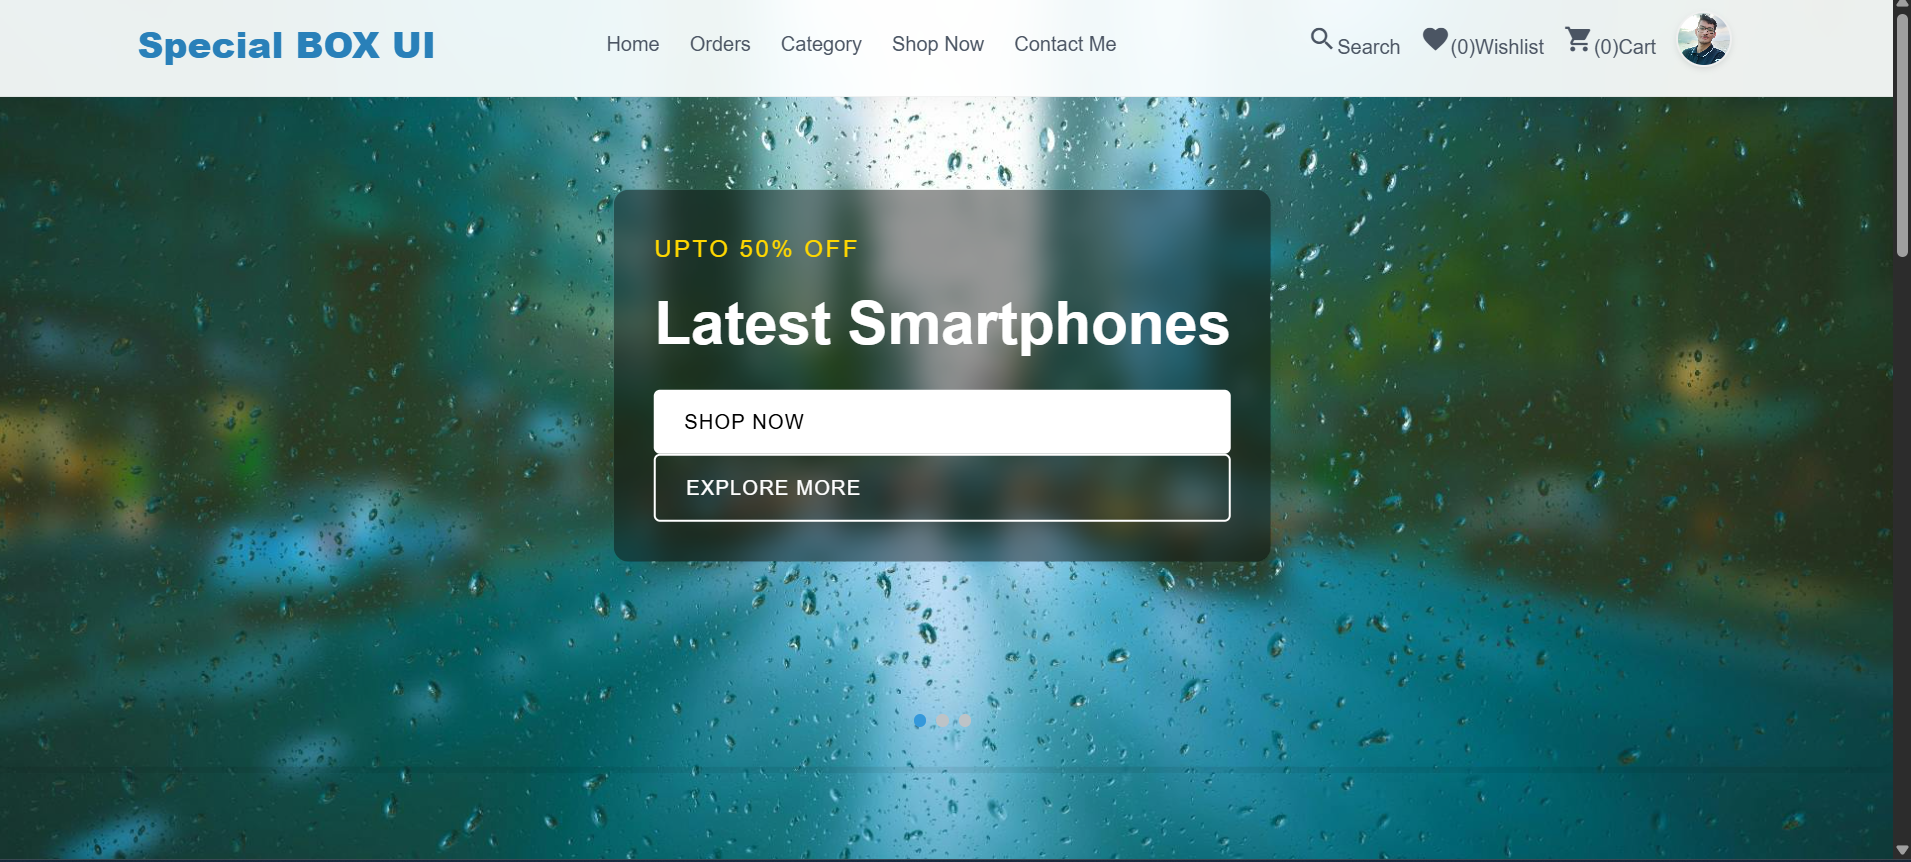 Special BOX UI
Home Orders Category Shop Now Contact Me
Search (0)Wishlist (0)Cart
UPTO 50% OFF
Latest Smartphones
SHOP NOW
EXPLORE MORE